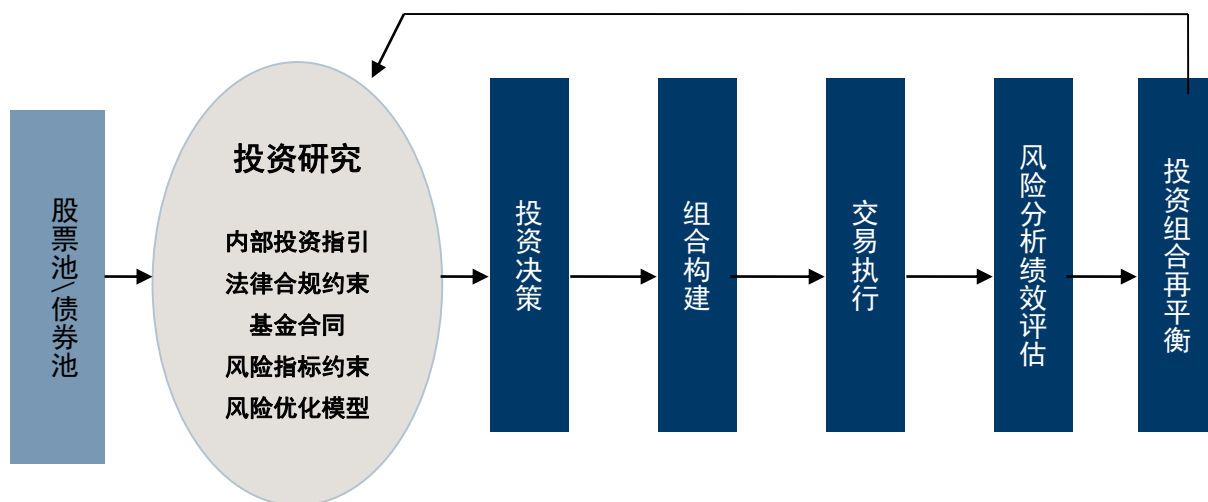 股票池\债券池
投资研究
内部投资指引
法律合规约束
基金合同
风险指标约束
风险优化模型
投资决策
组合构建
交易执行
风险分析绩效评估
投资组合再平衡